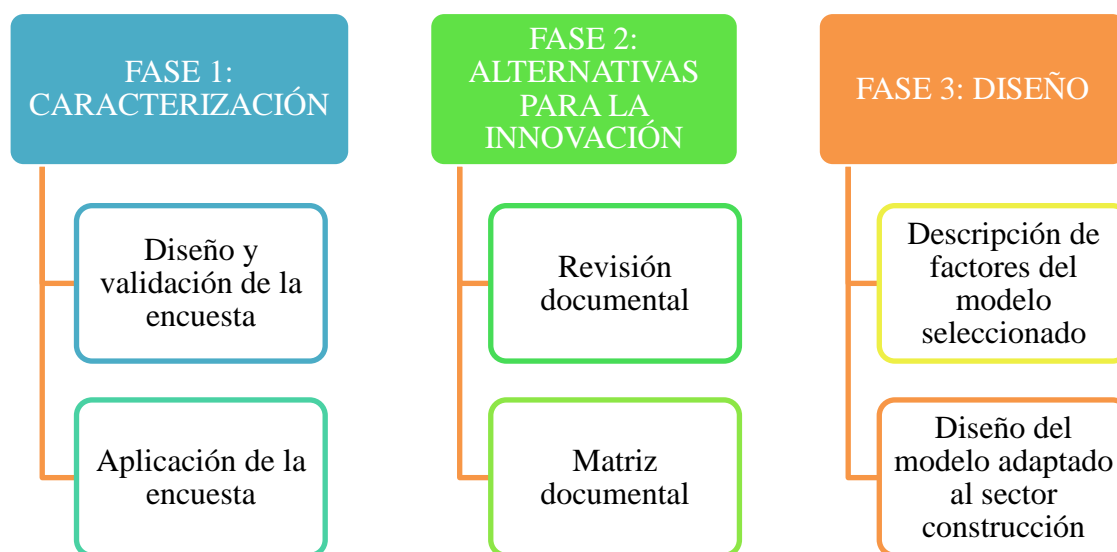 FASE 1:
CARACTERIZACIÓN
Diseño y
validación de la
encuesta
Aplicación de la
encuesta
FASE 2:
ALTERNATIVAS
PARA LA
INNOVACIÓN
Revisión
documental
Matriz
documental
FASE 3: DISEÑO
Descripción de
factores del
modelo
seleccionado
Diseño del
modelo adaptado
al sector
construcción